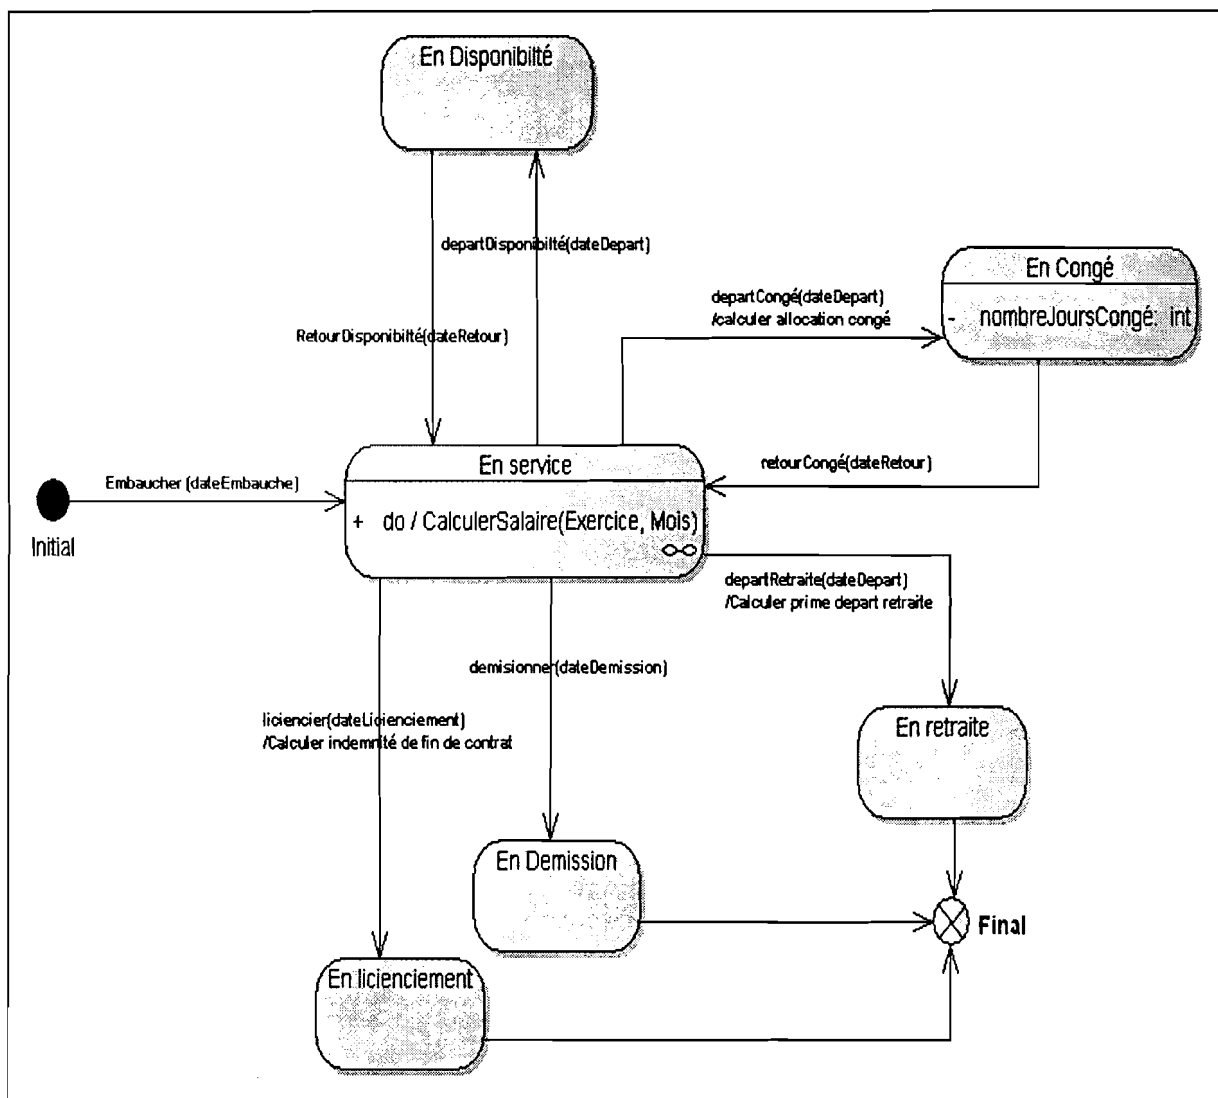 En Disponibilté
departDisponibilté(dateDepart)
En Congé
departCongé(dateDepart)
/calculer allocation congé
- nombreJoursCongé: int
RetourDisponibilté(dateRetour)
En service
retourCongé(dateRetour)
Embaucher (dateEmbauche)
+ do / CalculerSalaire(Exercice, Mois)
Initial
departRetraite(dateDepart)
/Calculer prime depart retraite
demisionner(dateDemission)
liciencier(dateLicienciement)
/Calculer indemnité de fin de contrat
En retraite
En Demission
Final
En licienciement